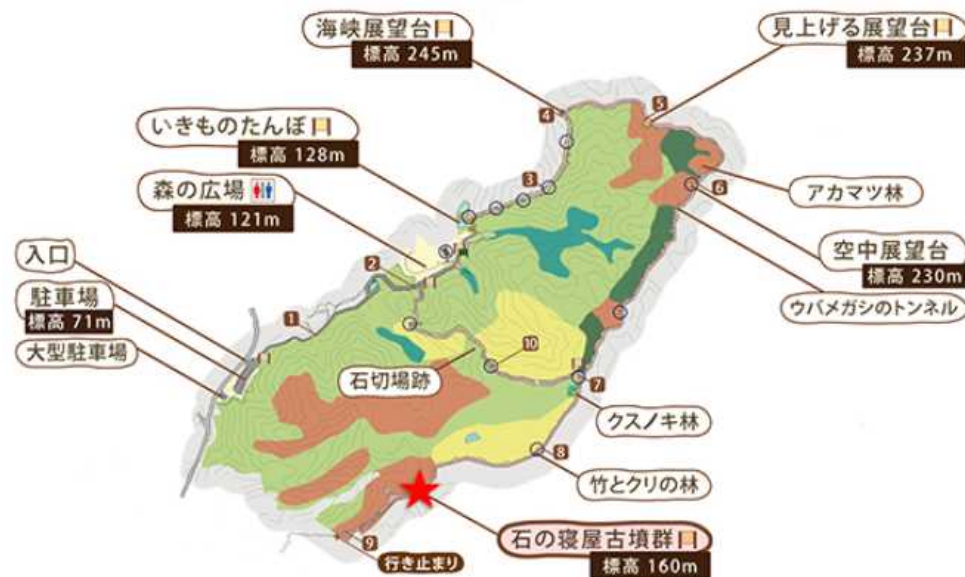 海峡展望台
標高 245m
見上げる展望台
標高 237m
いきものたんぼ
標高 128m
森の広場
標高 121m
入口
駐車場
標高 71m
大型駐車場
アカマツ林
空中展望台
標高 230m
ウバメガシのトンネル
石切場跡
クスノキ林
竹とクリの林
石の寝屋古墳群
標高 160m
行き止まり
1
2
3
4
5
6
7
8
9
10